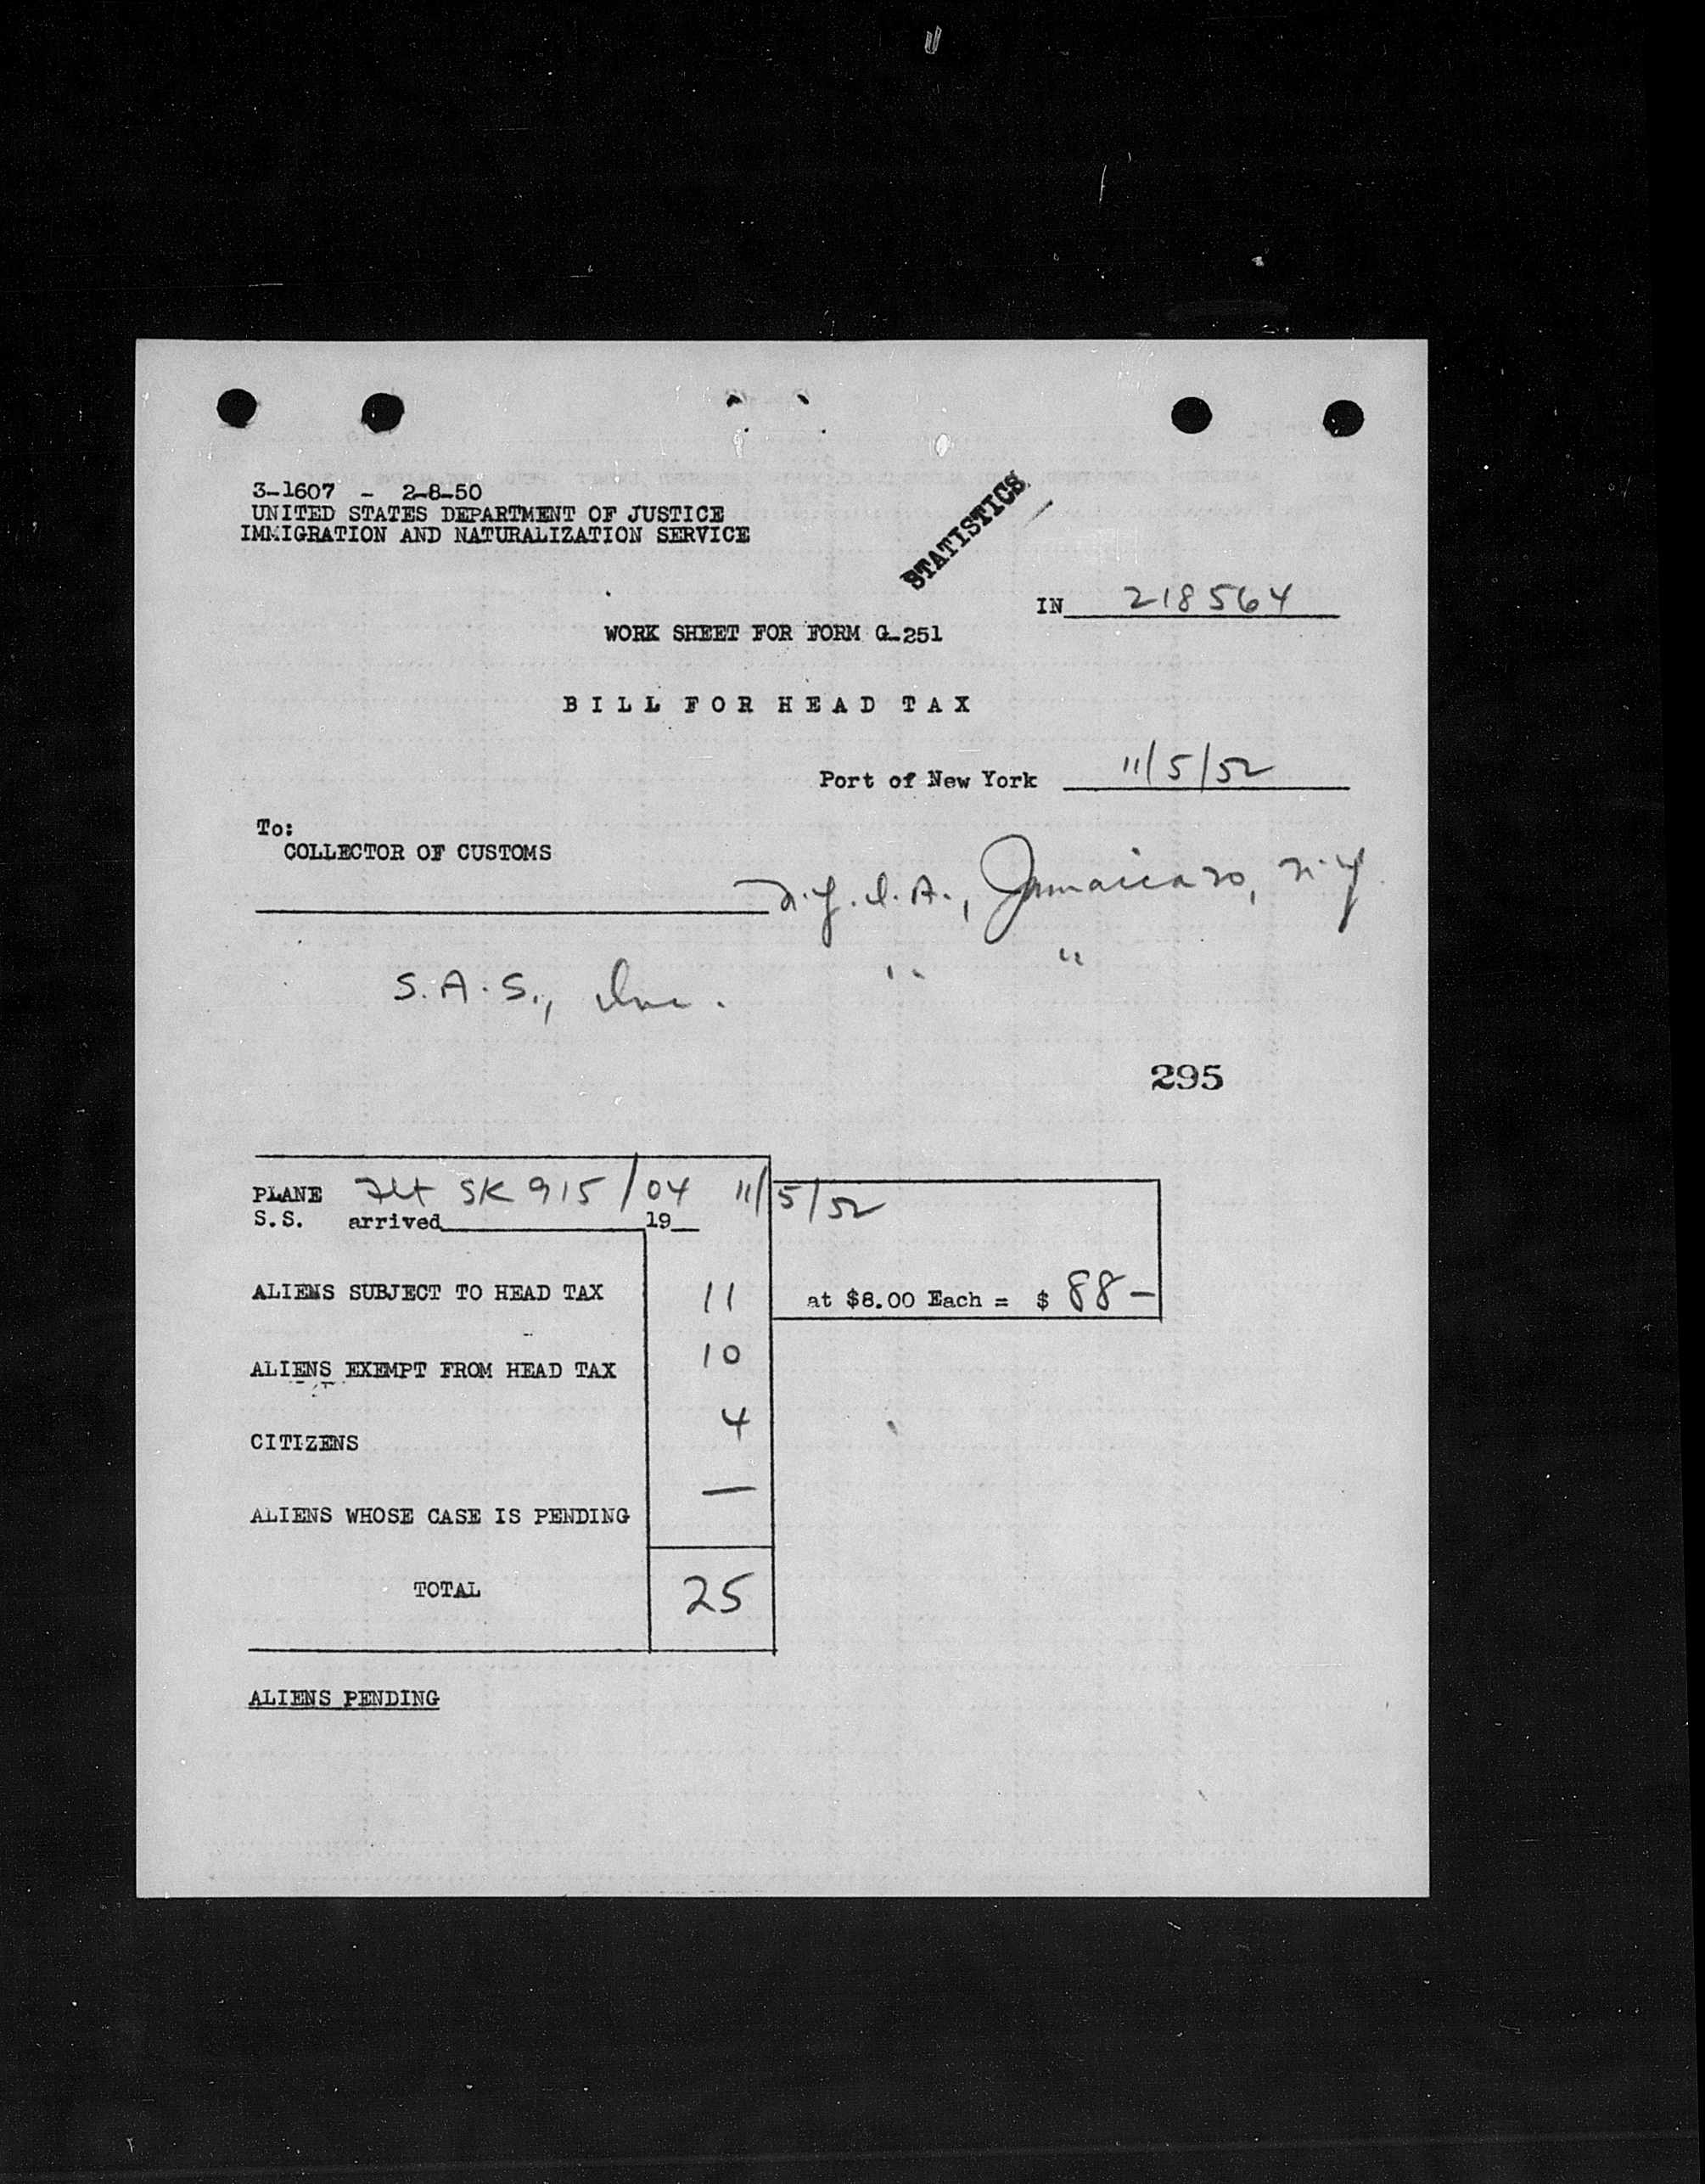 3-1607 - 2-8-50
UNITED STATES DEPARTMENT OF JUSTICE
IMMIGRATION AND NATURALIZATION SERVICE
STATISTICS
IN 218564
WORK SHEET FOR FORM G-251
BILL FOR HEAD TAX
Port of New York 11/5/52
To:
COLLECTOR OF CUSTOMS
N.Y.I.A., Jamaica 30, N.Y.
S.A.S., Inc. " "
295
PLANE Flt SK 915/04 11/5/52
S.S. arrived 19
ALIENS SUBJECT TO HEAD TAX 11 at $8.00 Each = $ 88-
ALIENS EXEMPT FROM HEAD TAX 10
CITIZENS 4
ALIENS WHOSE CASE IS PENDING —
TOTAL 25
ALIENS PENDING